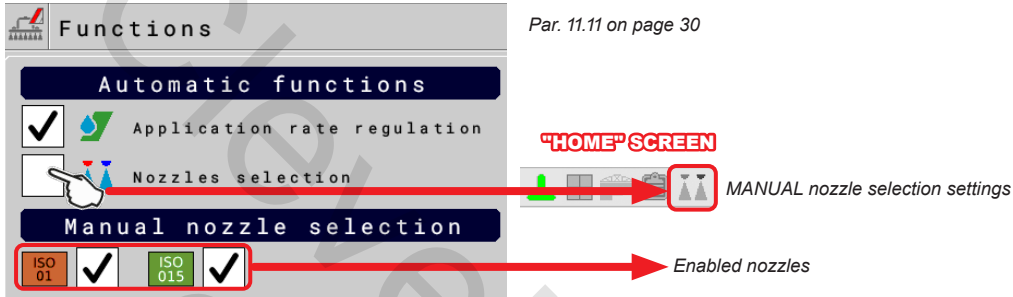 Functions
Par. 11.11 on page 30
Automatic functions
Application rate regulation
"HOME" SCREEN
Nozzles selection
MANUAL nozzle selection settings
Manual nozzle selection
ISO
01
ISO
015
Enabled nozzles